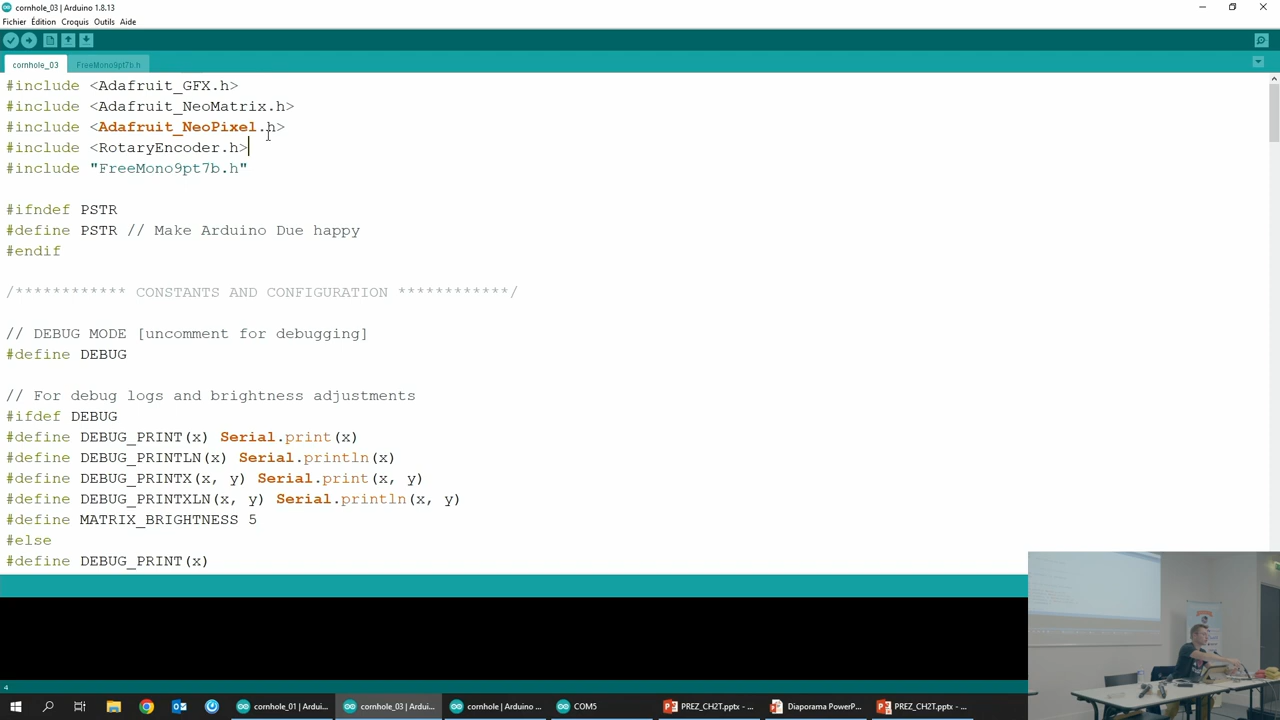 cornhole_03 | Arduino 1.8.13
Fichier Édition Croquis Outils Aide
cornhole_03 FreeMono9pt7b.h
#include <Adafruit_GFX.h>
#include <Adafruit_NeoMatrix.h>
#include <Adafruit_NeoPixel.h>
#include <RotaryEncoder.h>
#include "FreeMono9pt7b.h"
#ifndef PSTR
#define PSTR // Make Arduino Due happy
#endif
/************ CONSTANTS AND CONFIGURATION ************/
// DEBUG MODE [uncomment for debugging]
#define DEBUG
// For debug logs and brightness adjustments
#ifdef DEBUG
#define DEBUG_PRINT(x) Serial.print(x)
#define DEBUG_PRINTLN(x) Serial.println(x)
#define DEBUG_PRINTX(x, y) Serial.print(x, y)
#define DEBUG_PRINTXLN(x, y) Serial.println(x, y)
#define MATRIX_BRIGHTNESS 5
#else
#define DEBUG_PRINT(x)
4
cornhole_01 | Ardui... cornhole_03 | Ardui... cornhole | Arduino ... COM5 PREZ_CH2T.pptx - ... Diaporama PowerP... PREZ_CH2T.pptx - ...